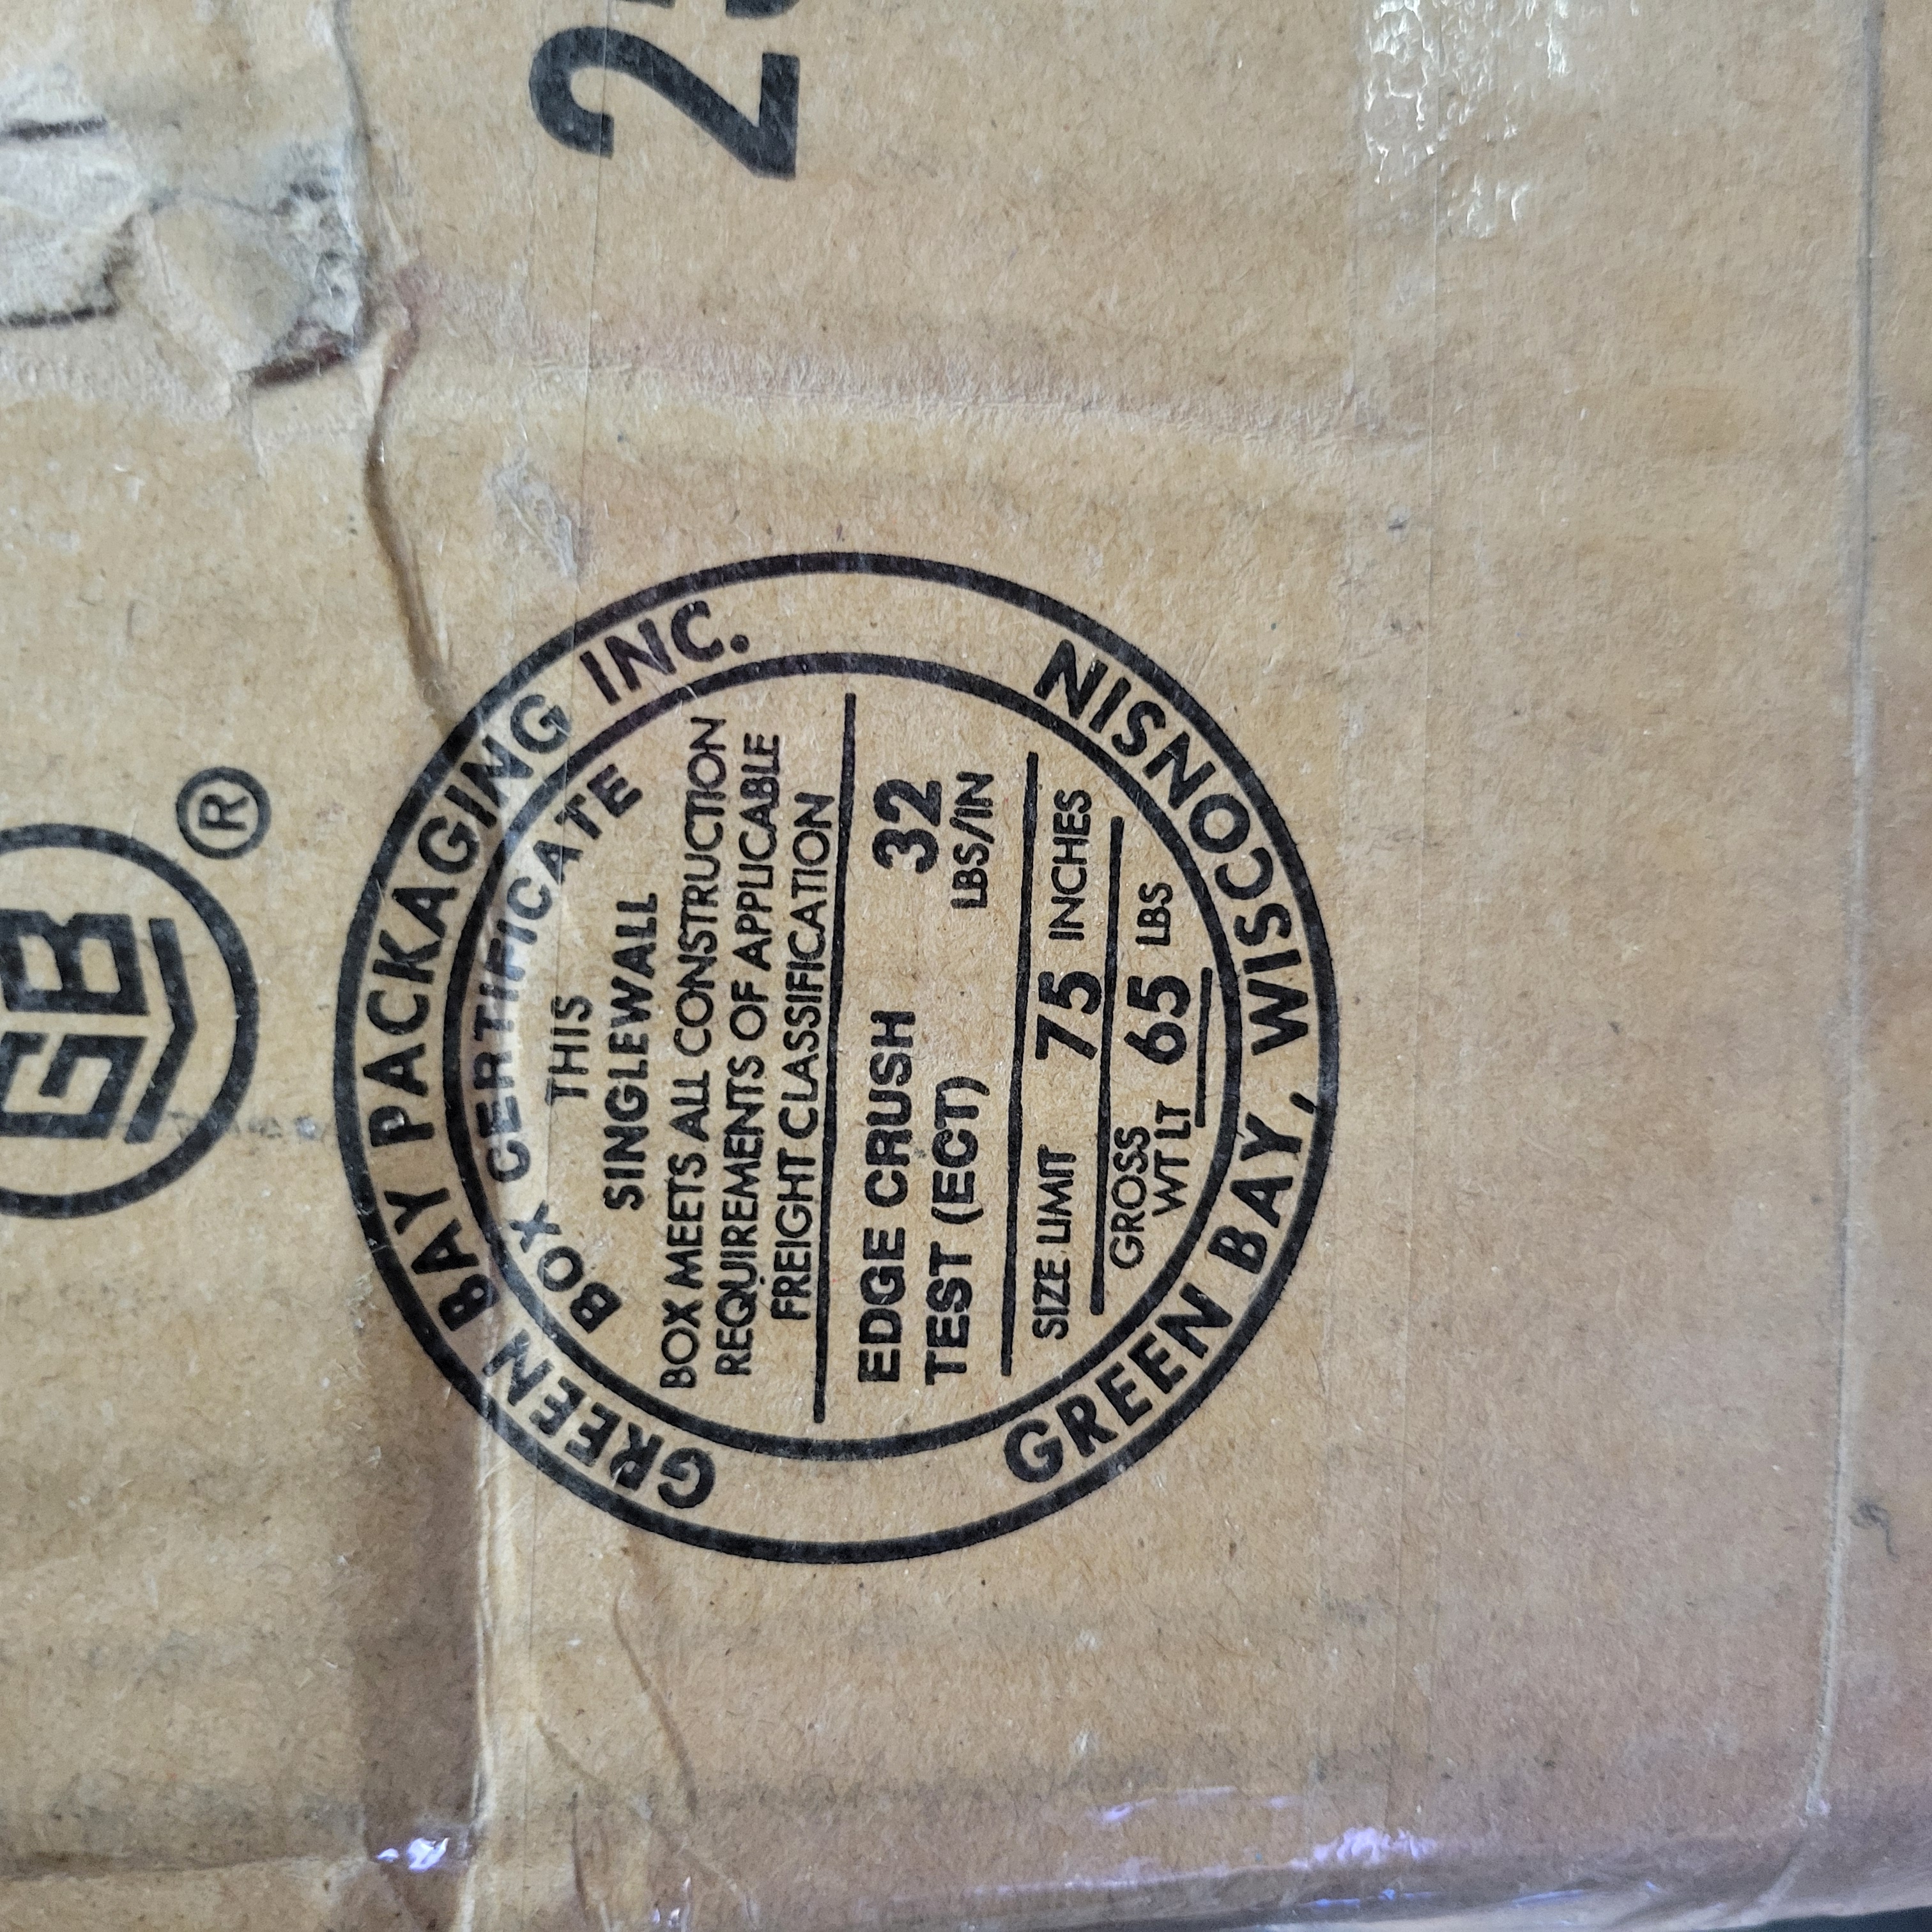 GB
®
GREEN BAY PACKAGING INC.
BOX CERTIFICATE
THIS
SINGLEWALL
BOX MEETS ALL CONSTRUCTION
REQUIREMENTS OF APPLICABLE
FREIGHT CLASSIFICATION
EDGE CRUSH 32
TEST (ECT) LBS/IN
SIZE LIMIT 75 INCHES
GROSS
WT LT 65 LBS
GREEN BAY, WISCONSIN